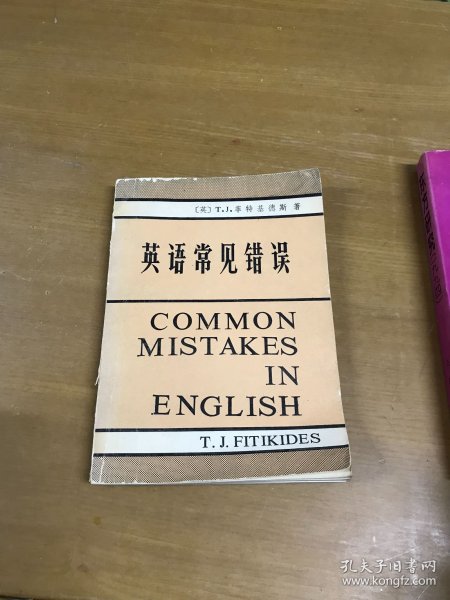 〔英〕T.J.菲特基德斯 著
英语常见错误
COMMON
MISTAKES
IN
ENGLISH
T. J. FITIKIDES
孔夫子旧书网
www.kongfz.com